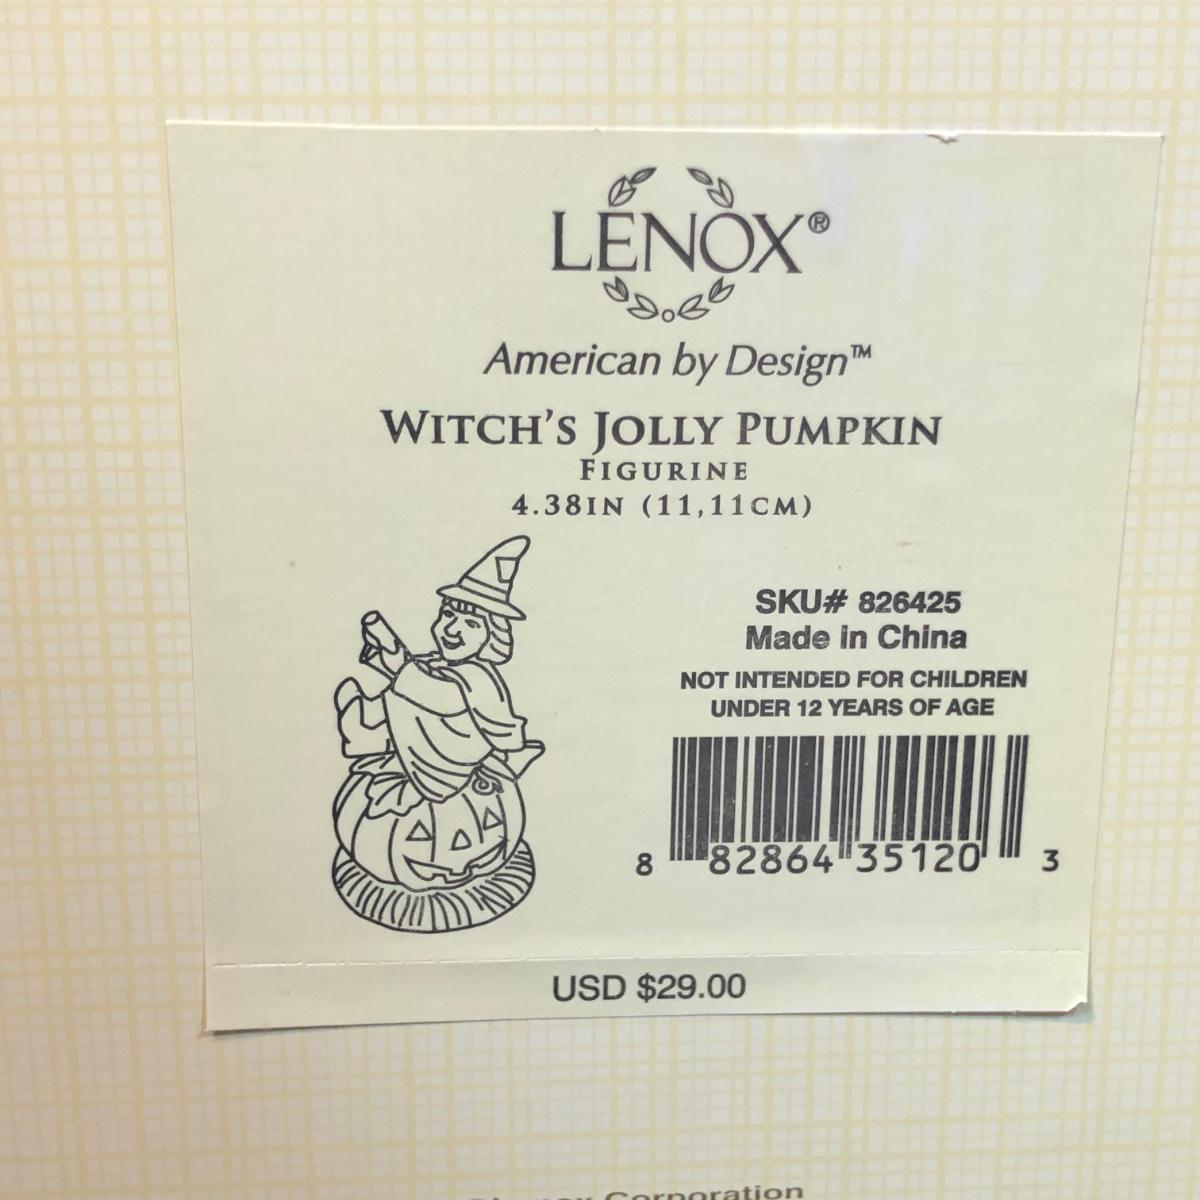 LENOX®
American by Design™
WITCH'S JOLLY PUMPKIN
FIGURINE
4.38IN (11,11CM)
SKU# 826425
Made in China
NOT INTENDED FOR CHILDREN
UNDER 12 YEARS OF AGE
8 82864 35120 3
USD $29.00
Corporation